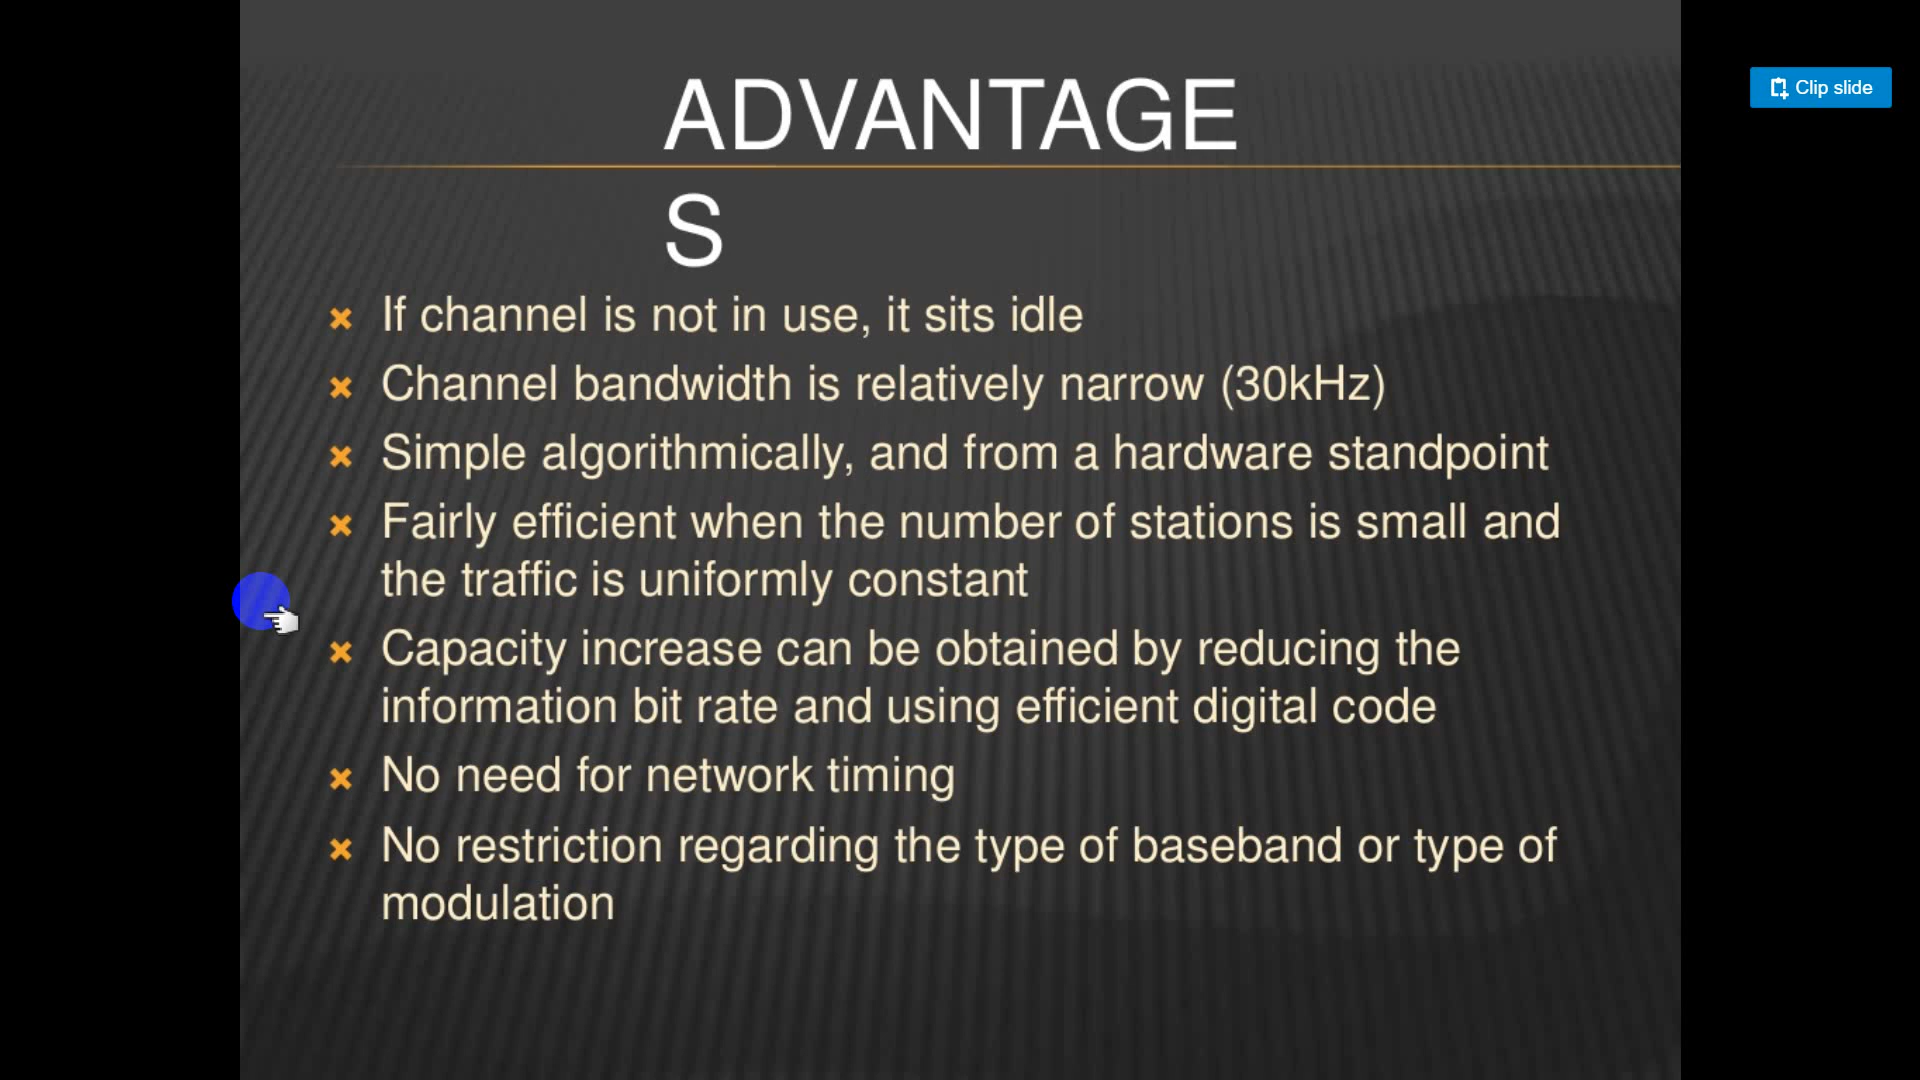 ADVANTAGE
S
Clip slide
If channel is not in use, it sits idle
Channel bandwidth is relatively narrow (30kHz)
Simple algorithmically, and from a hardware standpoint
Fairly efficient when the number of stations is small and
the traffic is uniformly constant
Capacity increase can be obtained by reducing the
information bit rate and using efficient digital code
No need for network timing
No restriction regarding the type of baseband or type of
modulation